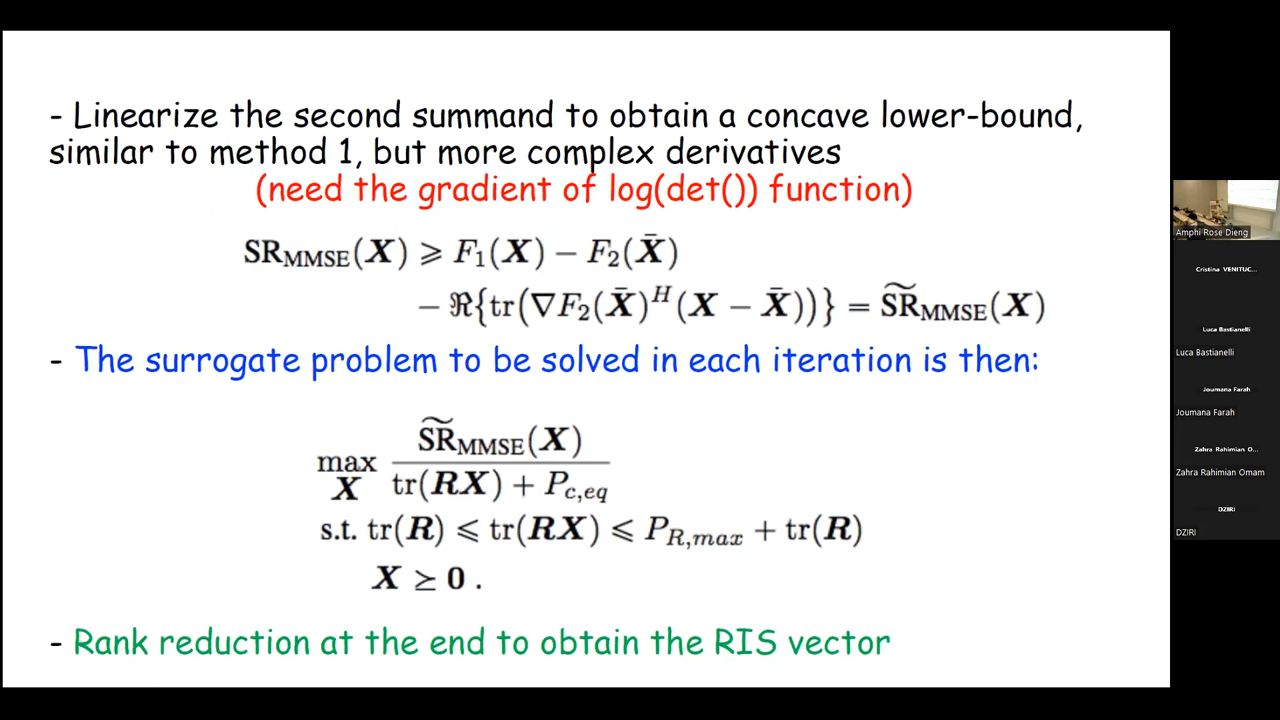 - Linearize the second summand to obtain a concave lower-bound,
similar to method 1, but more complex derivatives
(need the gradient of log(det()) function)
SR_MMSE(X) ⩾ F₁(X) − F₂(X̄)
− ℜ{tr(∇F₂(X̄)^H(X − X̄))} = S͠R_MMSE(X)
- The surrogate problem to be solved in each iteration is then:
max_X S͠R_MMSE(X) / (tr(RX) + P_{c,eq})
s.t. tr(R) ⩽ tr(RX) ⩽ P_{R,max} + tr(R)
X ⪰ 0 .
- Rank reduction at the end to obtain the RIS vector
Amphi Rose Dieng
Cristina VENITUC...
Luca Bastianelli
Luca Bastianelli
Joumana Farah
Joumana Farah
Zahra Rahimian O...
Zahra Rahimian Omam
DZIRI
DZIRI